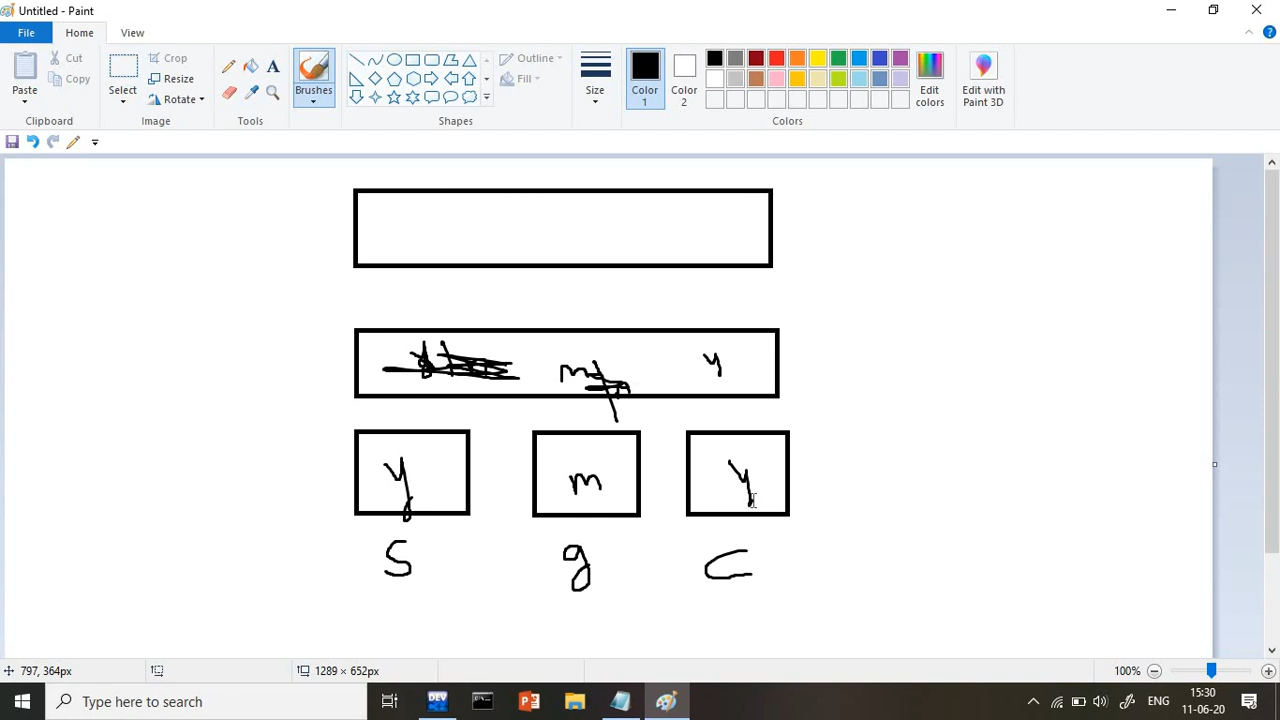 Untitled - Paint
File Home View
Paste Cut Copy Clipboard
Select Crop Resize Rotate Image
Tools
Brushes
Outline Fill Shapes
Size
Color 1 Color 2 Edit colors Colors
Edit with Paint 3D
m y
y m y
S g C
797, 364px 1289 × 652px 100%
Type here to search DEV ENG 15:30 11-06-20